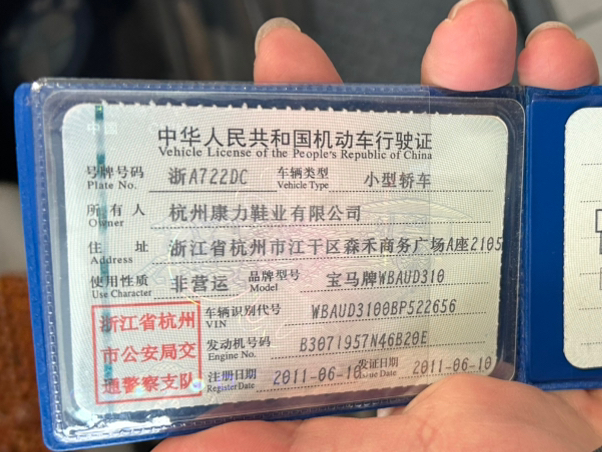 中华人民共和国机动车行驶证
Vehicle License of the People's Republic of China
号牌号码 浙A722DC 车辆类型 小型轿车
Plate No. Vehicle Type
所有人 杭州康力鞋业有限公司
Owner
住址 浙江省杭州市江干区森禾商务广场A座2105
Address
使用性质 非营运 品牌型号 宝马牌WBAUD310
Use Character Model
浙江省杭州 车辆识别代号 WBAUD3100BP522656
VIN
市公安局交 发动机号码 B3071957N46B20E
Engine No.
通警察支队 注册日期 2011-06-10 发证日期 2011-06-10
Register Date Issue Date